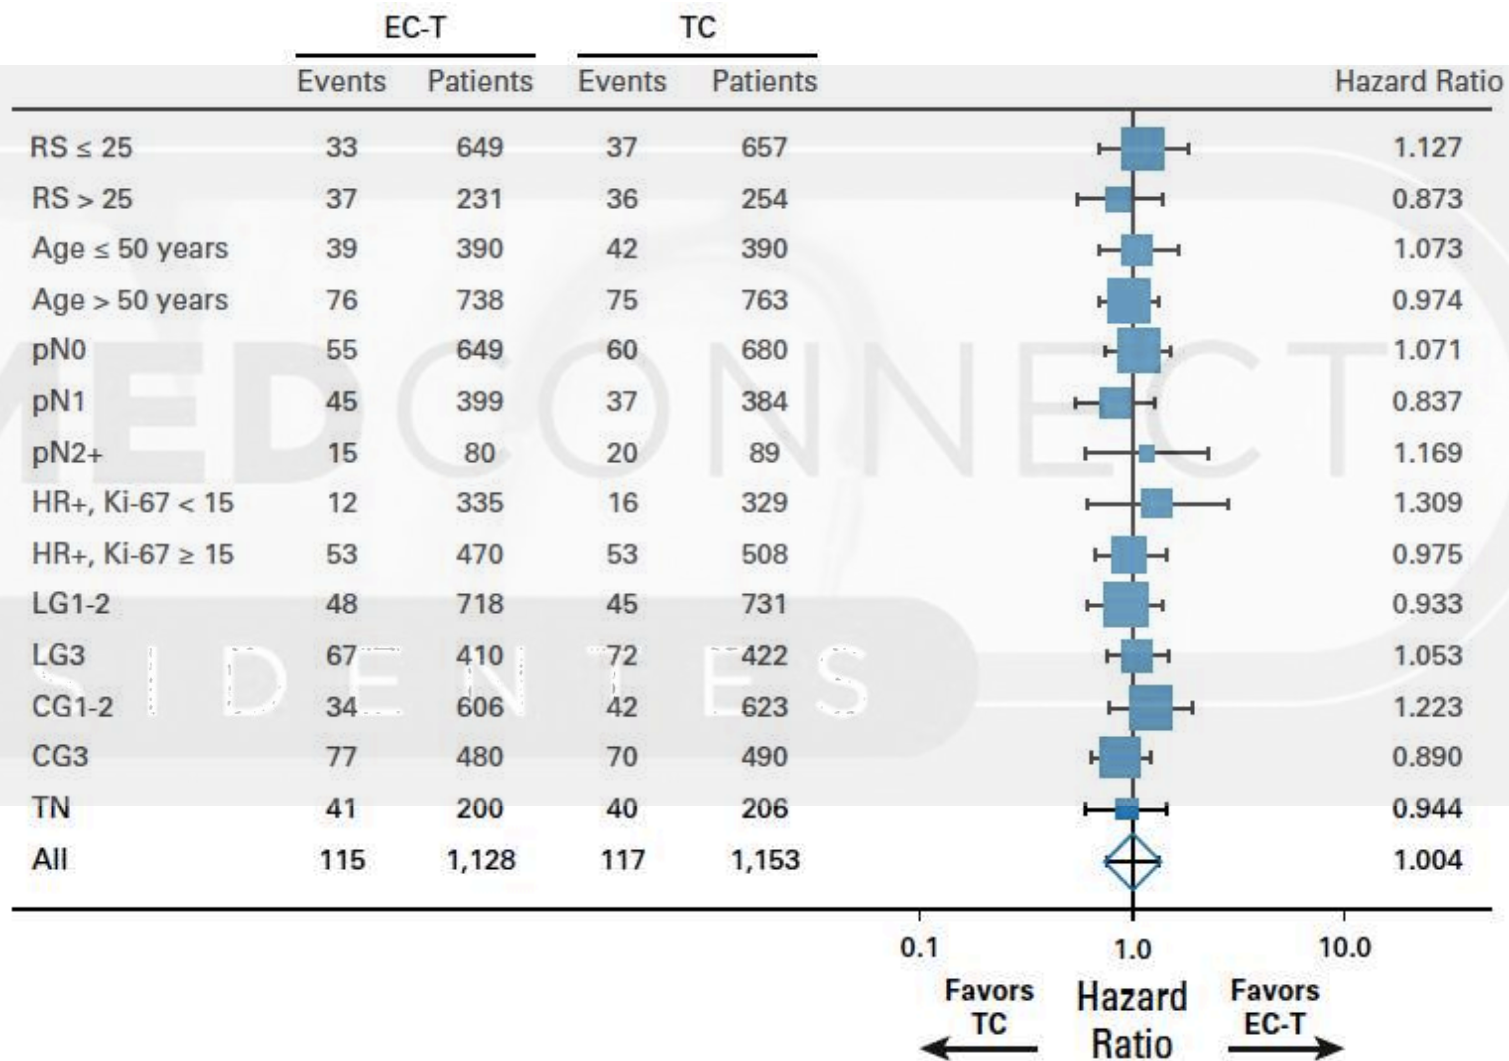 EC-T TC
Events Patients Events Patients Hazard Ratio
RS ≤ 25 33 649 37 657 1.127
RS > 25 37 231 36 254 0.873
Age ≤ 50 years 39 390 42 390 1.073
Age > 50 years 76 738 75 763 0.974
pN0 55 649 60 680 1.071
pN1 45 399 37 384 0.837
pN2+ 15 80 20 89 1.169
HR+, Ki-67 < 15 12 335 16 329 1.309
HR+, Ki-67 ≥ 15 53 470 53 508 0.975
LG1-2 48 718 45 731 0.933
LG3 67 410 72 422 1.053
CG1-2 34 606 42 623 1.223
CG3 77 480 70 490 0.890
TN 41 200 40 206 0.944
All 115 1,128 117 1,153 1.004
0.1 1.0 10.0
Favors TC
Hazard Ratio
Favors EC-T
MEDCONNECT
SIDENTES